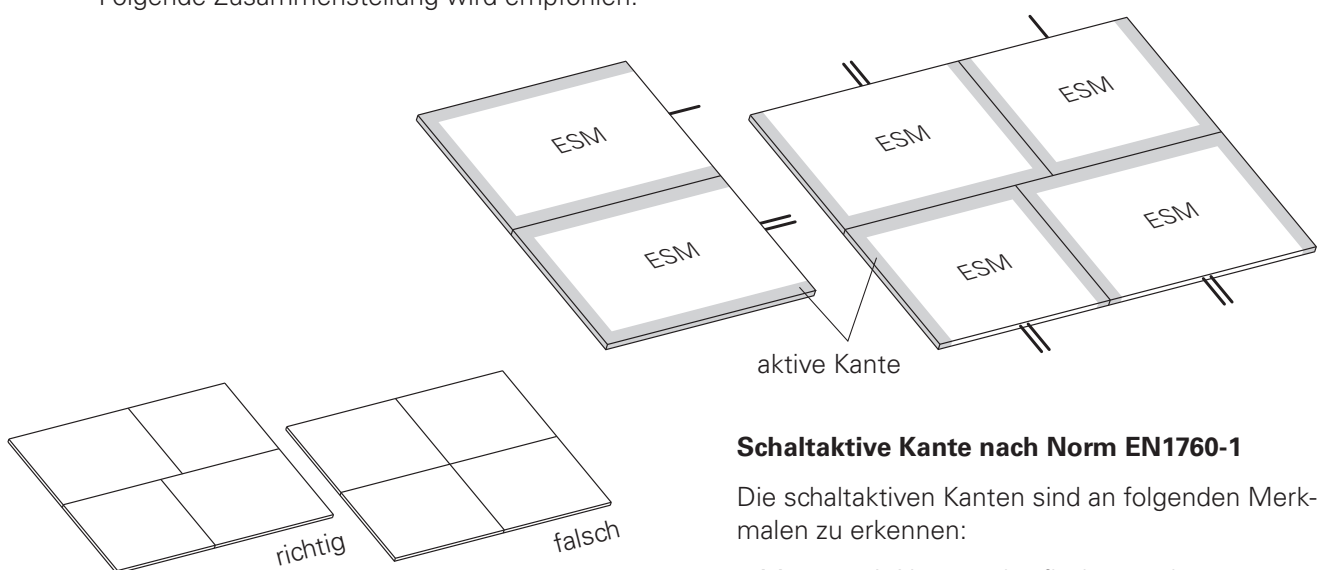 Folgende Zusammenstellung wird empfohlen:
ESM
ESM
ESM
ESM
ESM
ESM
aktive Kante
richtig
falsch
Schaltaktive Kante nach Norm EN1760-1
Die schaltaktiven Kanten sind an folgenden Merk-
malen zu erkennen: